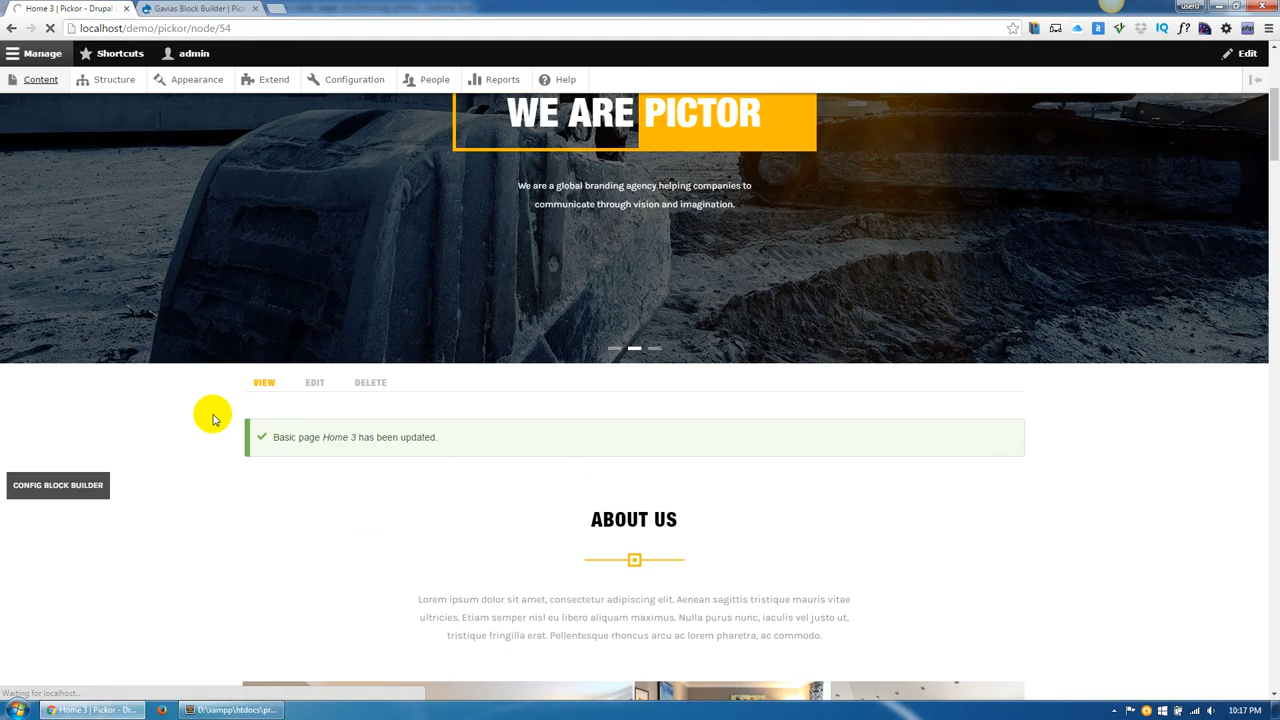 Home 3 | Pickor - Drupal
Gavias Block Builder | Pick
user0
localhost/demo/pickor/node/54
Manage
Shortcuts
admin
Edit
Content
Structure
Appearance
Extend
Configuration
People
Reports
Help
WE ARE PICTOR
We are a global branding agency helping companies to
communicate through vision and imagination.
VIEW
EDIT
DELETE
Basic page Home 3 has been updated.
CONFIG BLOCK BUILDER
ABOUT US
Lorem ipsum dolor sit amet, consectetur adipiscing elit. Aenean sagittis tristique mauris vitae
ultricies. Etiam semper nisl eu libero aliquam maximus. Nulla purus nunc, iaculis vel justo ut,
tristique fringilla erat. Pellentesque rhoncus arcu ac lorem pharetra, ac commodo.
Waiting for localhost...
Home 3 | Pickor - Dr...
D:\xampp\htdocs\pr...
10:17 PM